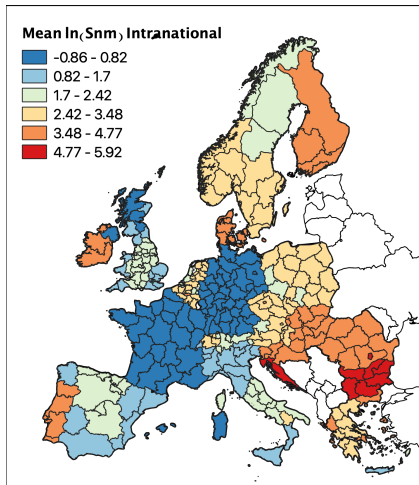 Mean ln(Snm) Intranational
-0.86 - 0.82
0.82 - 1.7
1.7 - 2.42
2.42 - 3.48
3.48 - 4.77
4.77 - 5.92